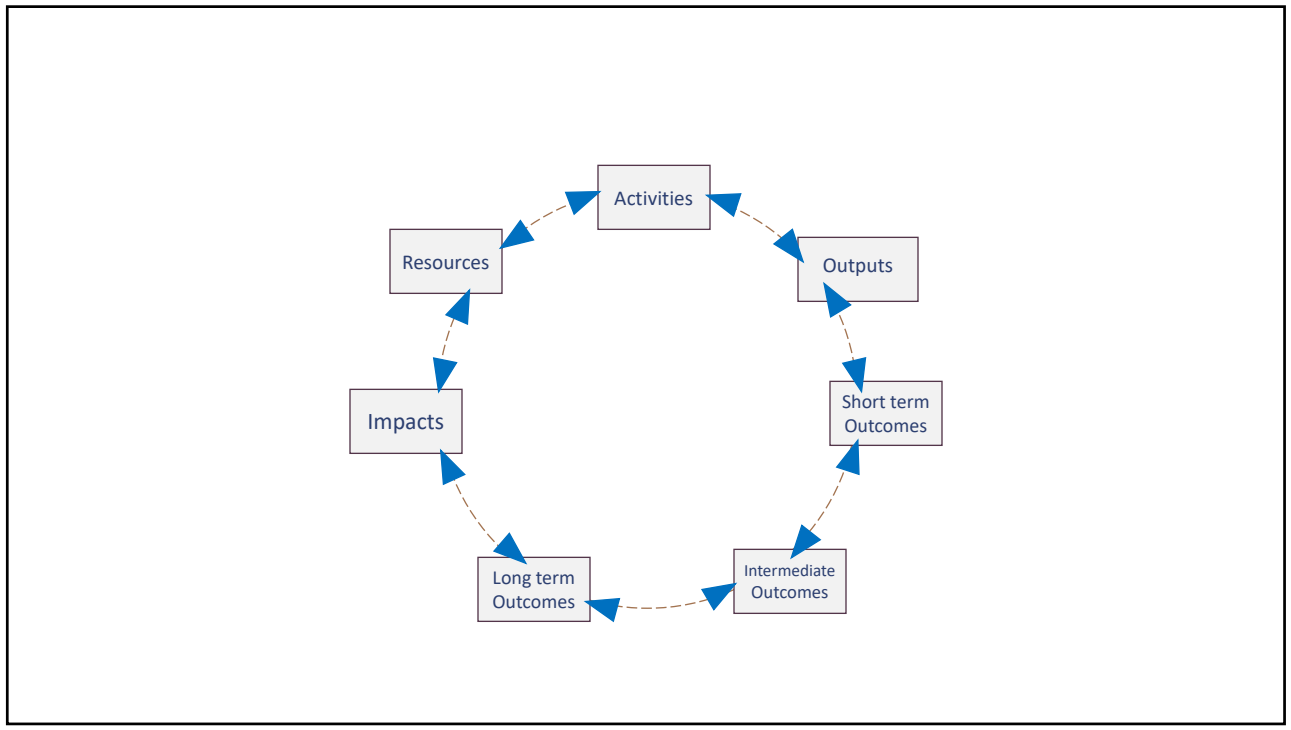 Activities
Resources
Outputs
Short term
Outcomes
Impacts
Intermediate
Outcomes
Long term
Outcomes